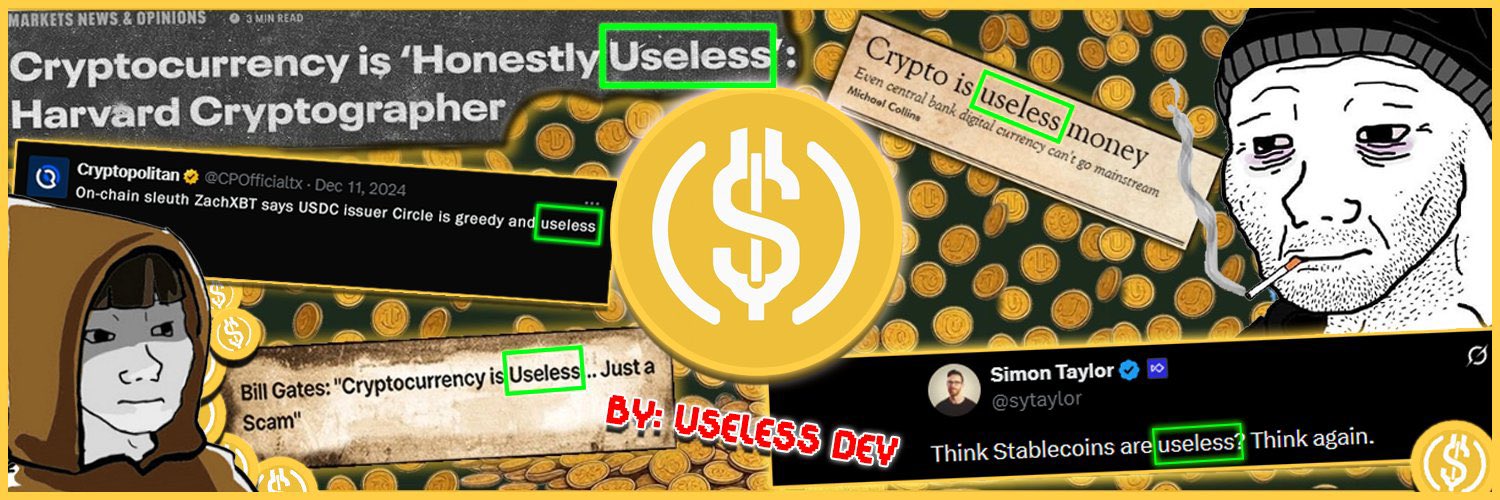 MARKETS NEWS & OPINIONS 3 MIN READ
Cryptocurrency is ‘Honestly Useless’:
Harvard Cryptographer
Crypto is useless money
Even central bank digital currency can't go mainstream
Michael Collins
Cryptopolitan @CPOfficialtx · Dec 11, 2024
On-chain sleuth ZachXBT says USDC issuer Circle is greedy and useless
Bill Gates: "Cryptocurrency is Useless .. Just a
Scam"
BY: USELESS DEV
Simon Taylor
@sytaylor
Think Stablecoins are useless? Think again.